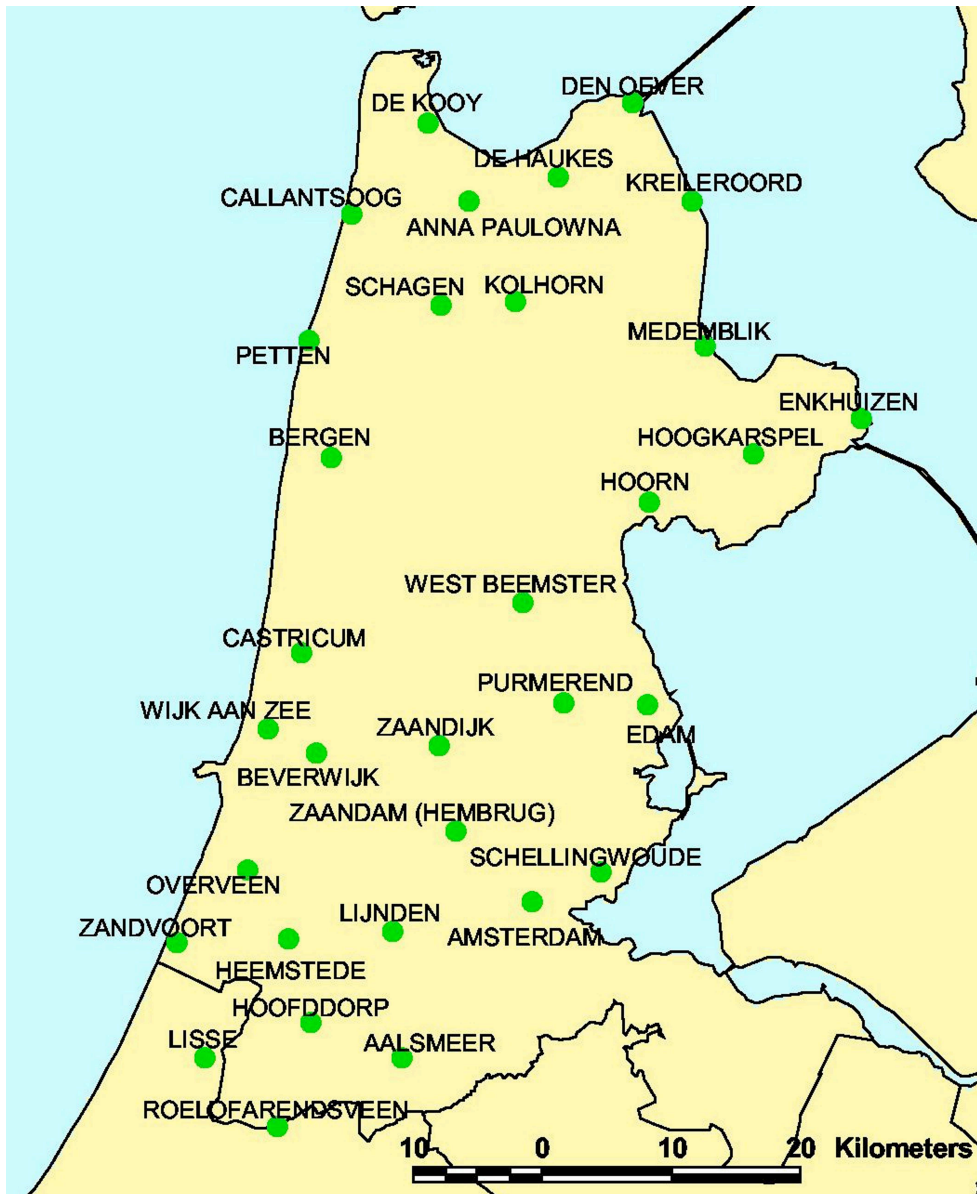 DEN OEVER
DE KOOY
DE HAUKES
CALLANTSOOG
KREILEROORD
ANNA PAULOWNA
SCHAGEN
KOLHORN
PETTEN
MEDEMBLIK
ENKHUIZEN
BERGEN
HOOGKARSPEL
HOORN
WEST BEEMSTER
CASTRICUM
PURMEREND
WIJK AAN ZEE
ZAANDIJK
EDAM
BEVERWIJK
ZAANDAM (HEMBRUG)
SCHELLINGWOUDE
OVERVEEN
LIJNDEN
ZANDVOORT
AMSTERDAM
HEEMSTEDE
HOOFDDORP
LISSE
AALSMEER
ROELOFARENDSVEEN
10 0 10 20 Kilometers